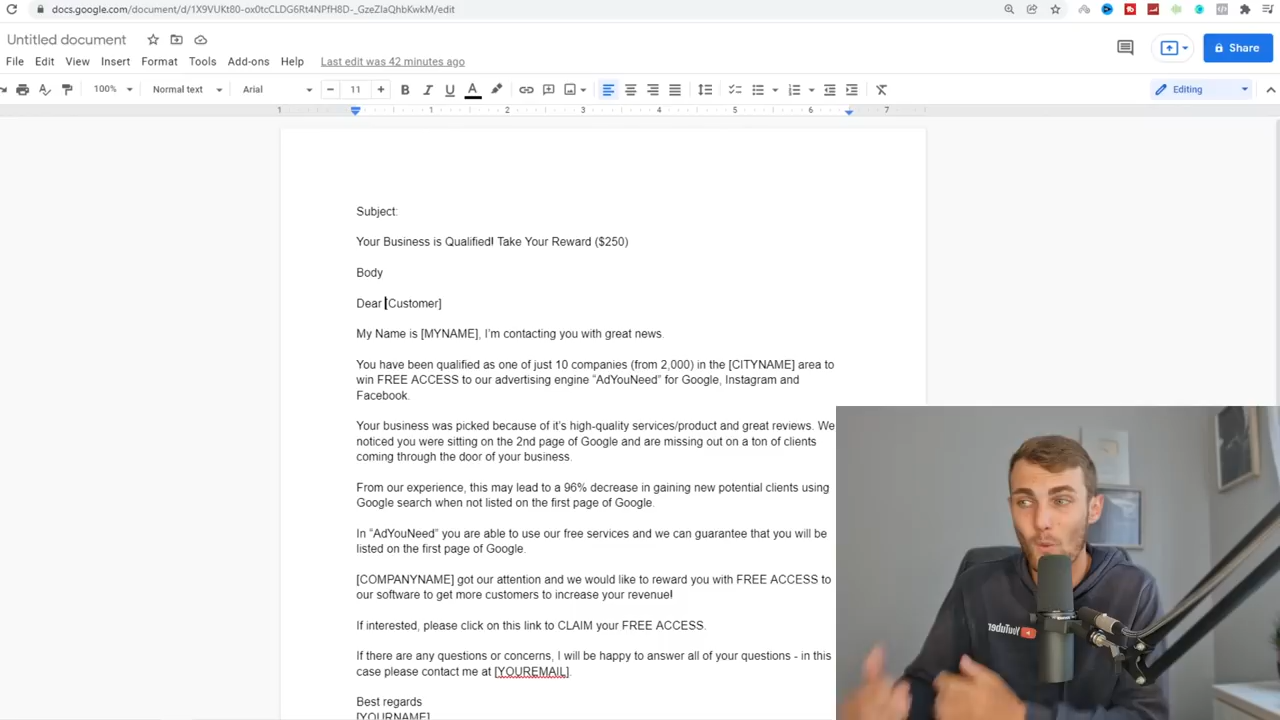 docs.google.com/document/d/1X9VUKt80-ox0tcCLDG6Rt4NPfH8D-_GzeZIaQhbKwkM/edit
Untitled document
File Edit View Insert Format Tools Add-ons Help Last edit was 42 minutes ago
Share
100% Normal text Arial 11 B I U A Editing
1 1 2 3 4 5 6 7
Subject:
Your Business is Qualified! Take Your Reward ($250)
Body
Dear [Customer]
My Name is [MYNAME], I'm contacting you with great news.
You have been qualified as one of just 10 companies (from 2,000) in the [CITYNAME] area to
win FREE ACCESS to our advertising engine “AdYouNeed” for Google, Instagram and
Facebook.
Your business was picked because of it's high-quality services/product and great reviews. We
noticed you were sitting on the 2nd page of Google and are missing out on a ton of clients
coming through the door of your business.
From our experience, this may lead to a 96% decrease in gaining new potential clients using
Google search when not listed on the first page of Google.
In “AdYouNeed” you are able to use our free services and we can guarantee that you will be
listed on the first page of Google.
[COMPANYNAME] got our attention and we would like to reward you with FREE ACCESS to
our software to get more customers to increase your revenue!
If interested, please click on this link to CLAIM your FREE ACCESS.
If there are any questions or concerns, I will be happy to answer all of your questions - in this
case please contact me at [YOUREMAIL].
Best regards
[YOURNAME]
YouTuber